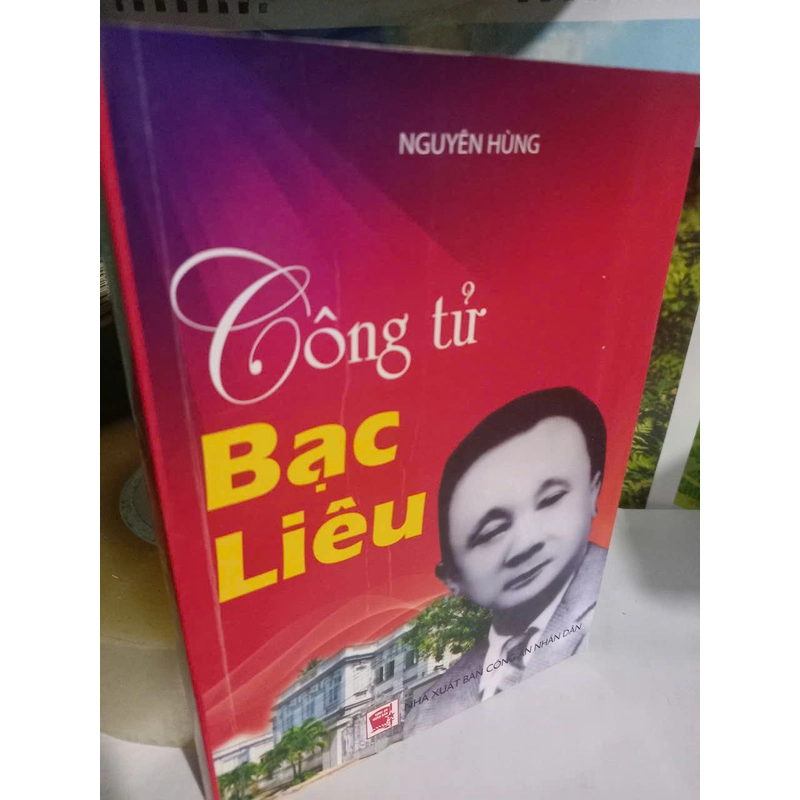 NGUYÊN HÙNG
Công tử
Bạc
Liêu
NHÀ XUẤT BẢN CÔNG AN NHÂN DÂN